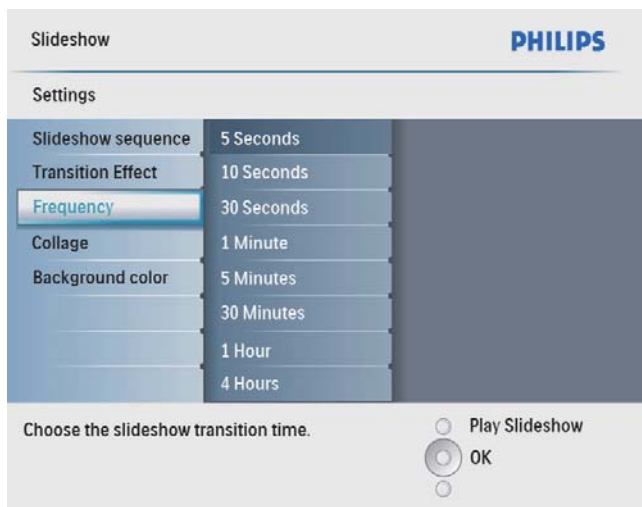 Slideshow
PHILIPS
Settings
Slideshow sequence
Transition Effect
Frequency
Collage
Background color
5 Seconds
10 Seconds
30 Seconds
1 Minute
5 Minutes
30 Minutes
1 Hour
4 Hours
Choose the slideshow transition time.
Play Slideshow
OK